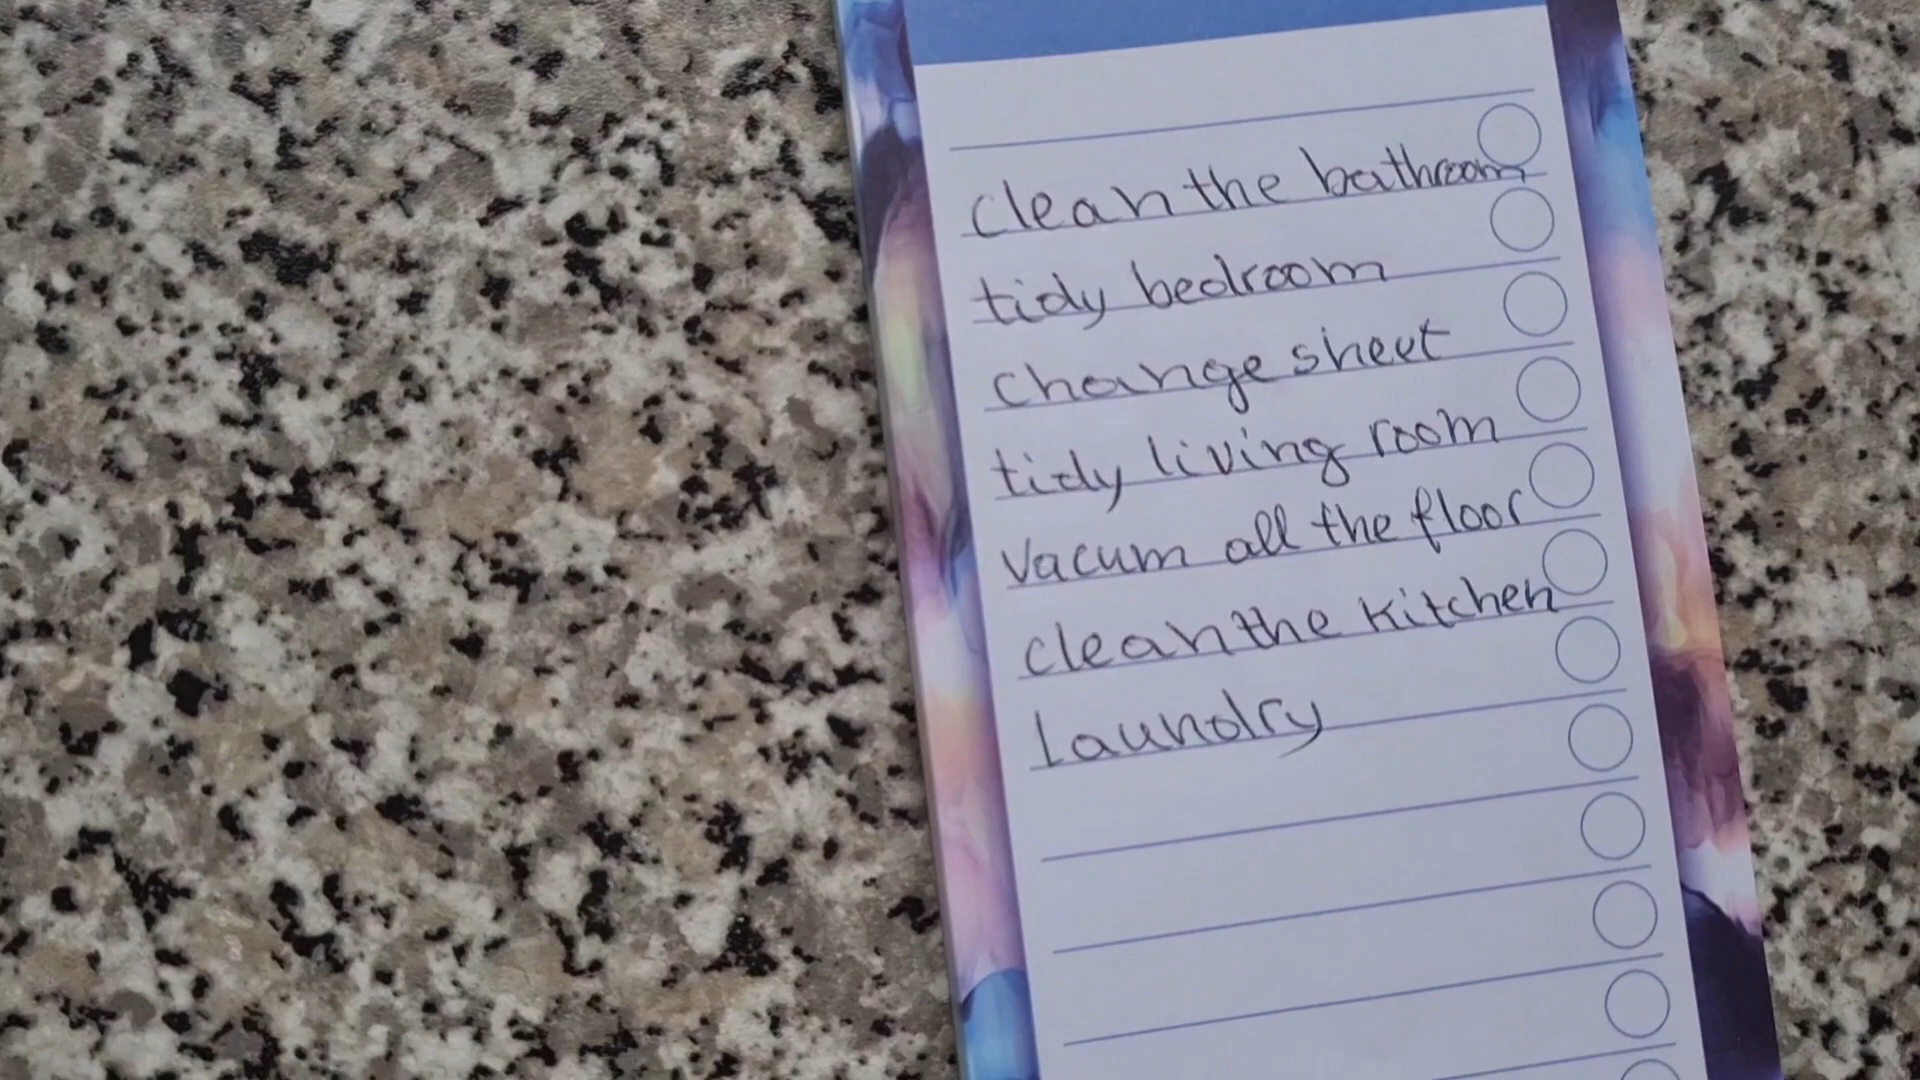 clean the bathroom
tidy bedroom
change sheet
tidy living room
vacum all the floor
clean the kitchen
laundry